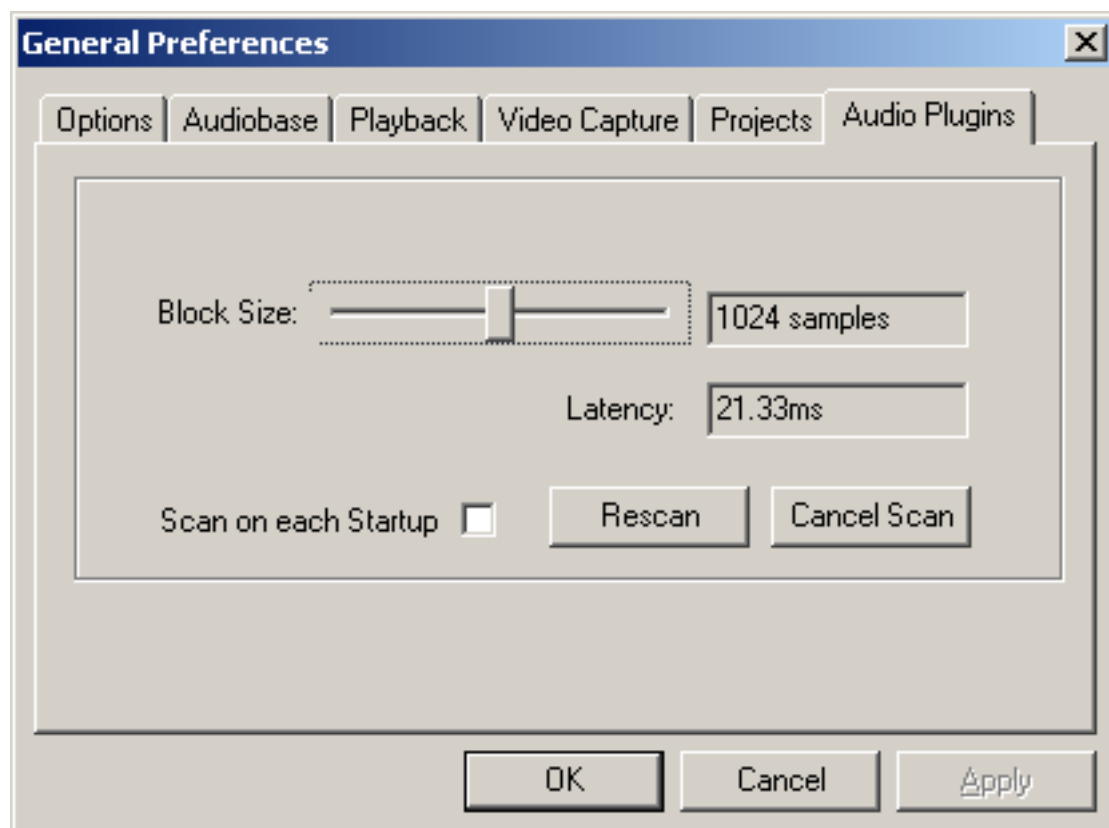 General Preferences
Options Audiobase Playback Video Capture Projects Audio Plugins
Block Size: 1024 samples
Latency: 21.33ms
Scan on each Startup Rescan Cancel Scan
OK Cancel Apply